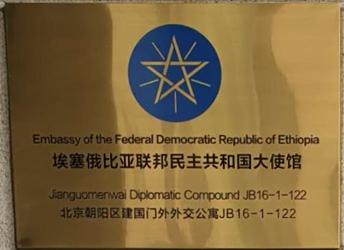 Embassy of the Federal Democratic Republic of Ethiopia
埃塞俄比亚联邦民主共和国大使馆
Jianguomenwai Diplomatic Compound JB16-1-122
北京朝阳区建国门外外交公寓JB16-1-122